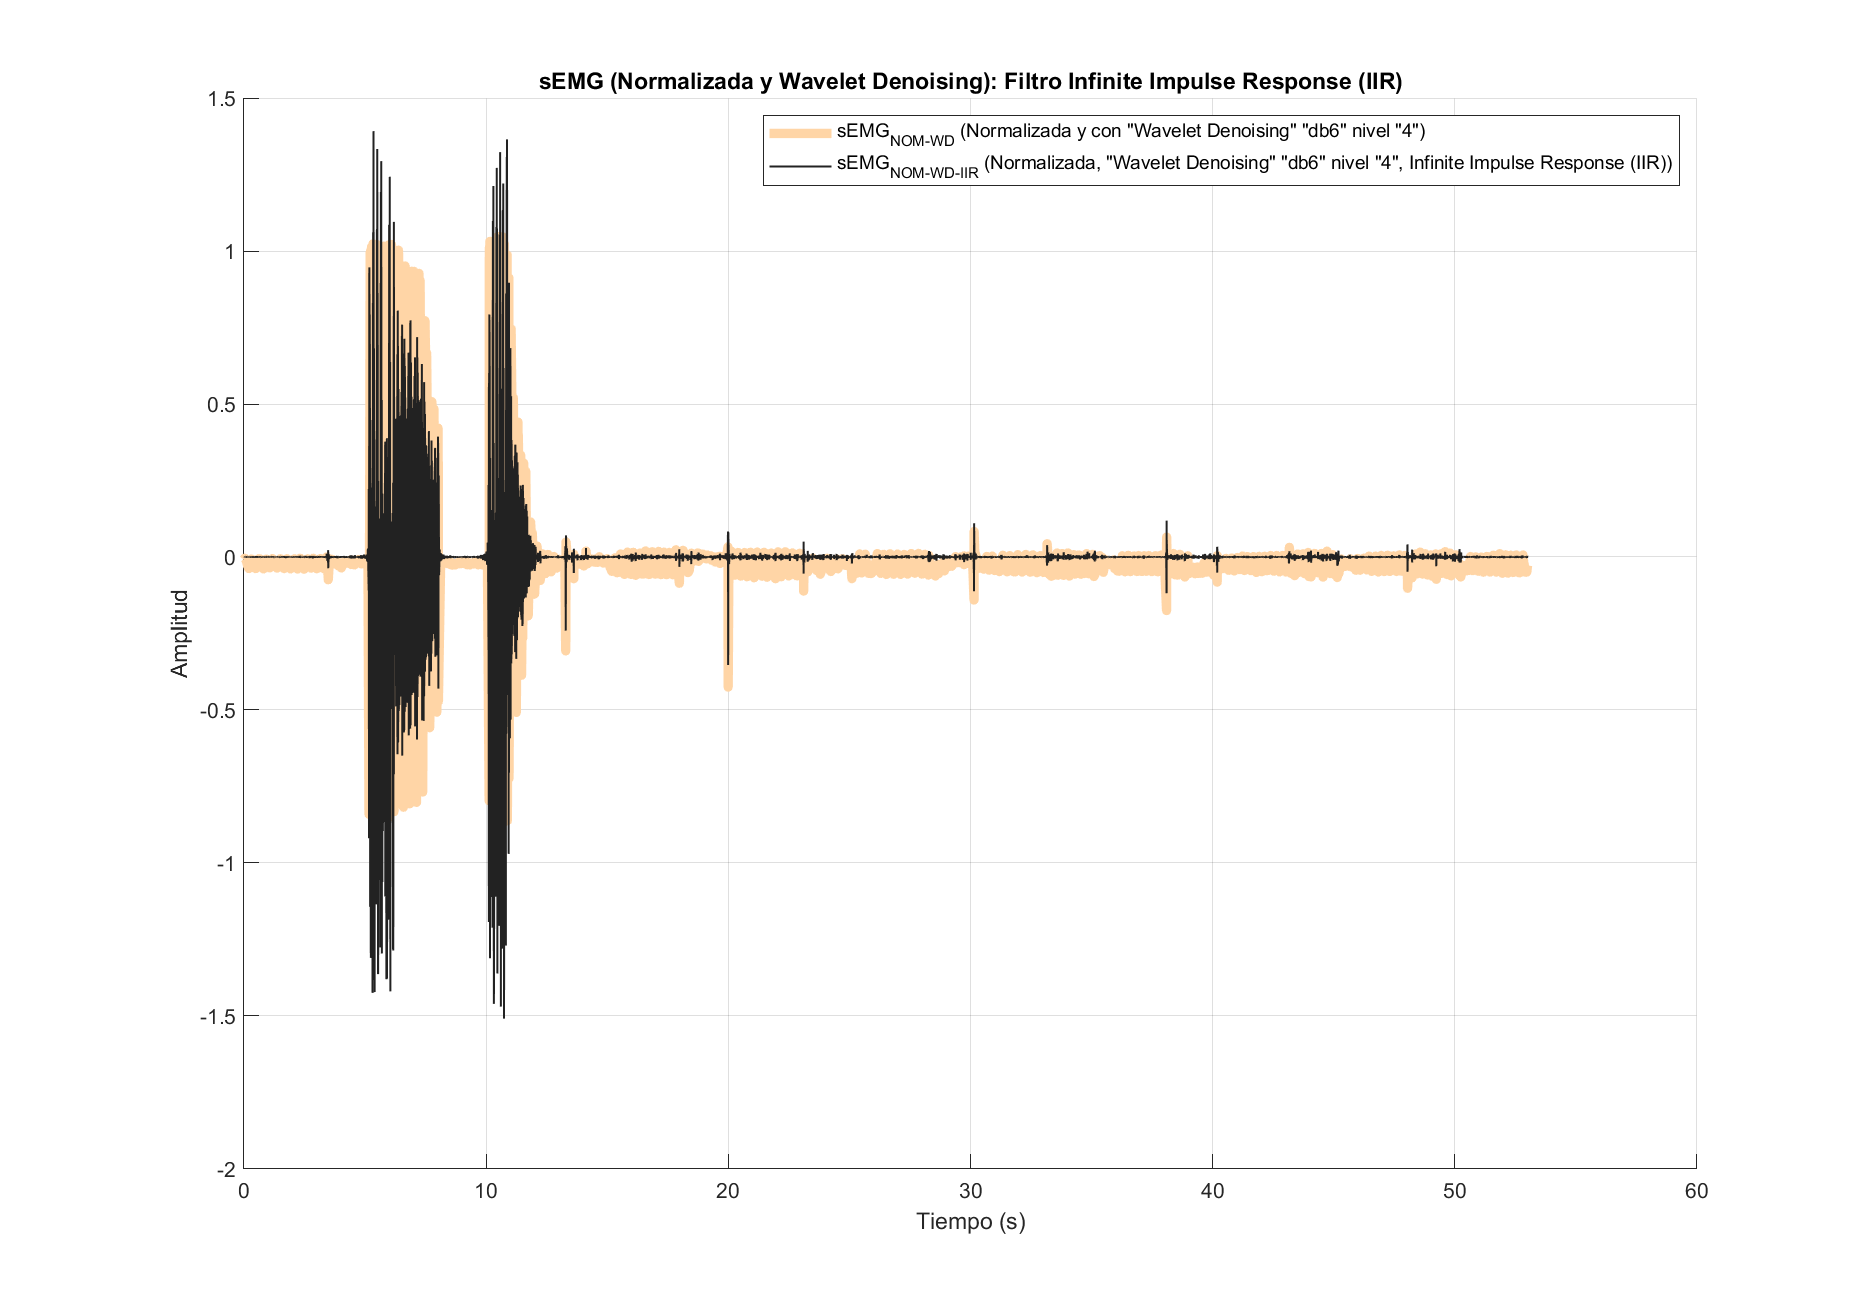 sEMG (Normalizada y Wavelet Denoising): Filtro Infinite Impulse Response (IIR)
sEMG_NOM-WD (Normalizada y con "Wavelet Denoising" "db6" nivel "4")
sEMG_NOM-WD-IIR (Normalizada, "Wavelet Denoising" "db6" nivel "4", Infinite Impulse Response (IIR))
1.5
1
0.5
0
-0.5
-1
-1.5
-2
Amplitud
0 10 20 30 40 50 60
Tiempo (s)